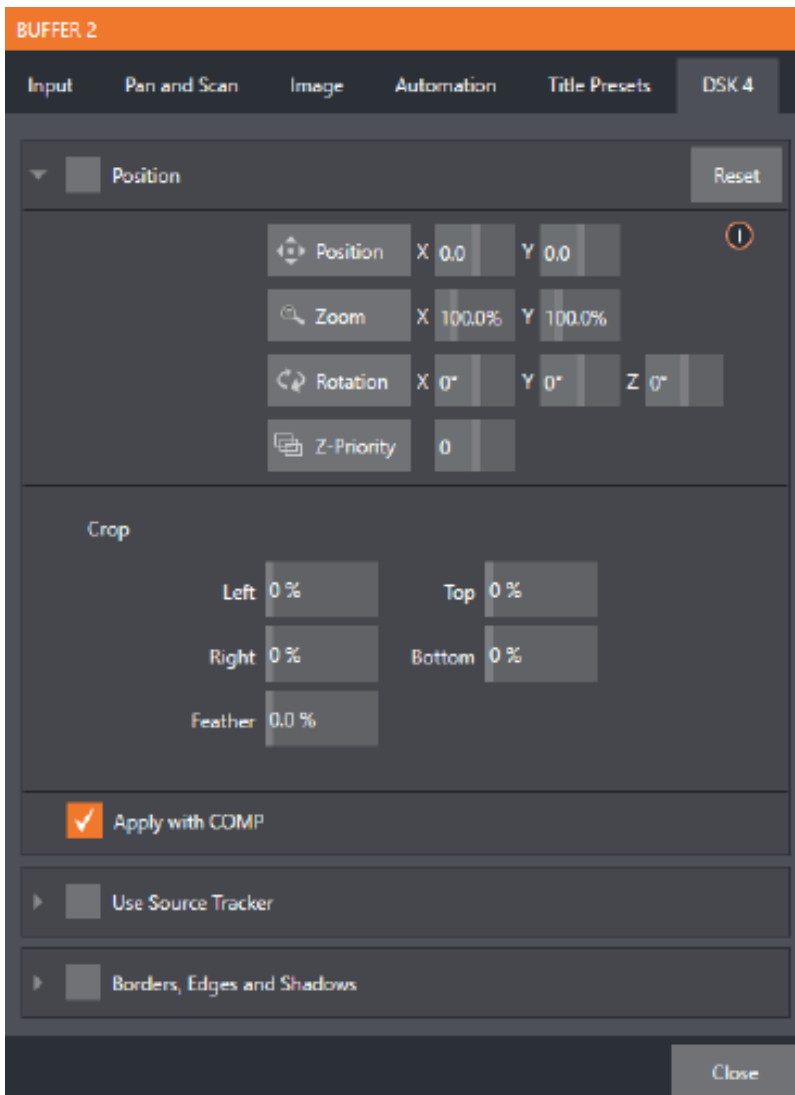 BUFFER 2
Input Pan and Scan Image Automation Title Presets DSK 4
Position Reset
Position X 0.0 Y 0.0
Zoom X 100.0% Y 100.0%
Rotation X 0° Y 0° Z 0°
Z-Priority 0
Crop
Left 0 % Top 0 %
Right 0 % Bottom 0 %
Feather 0.0 %
Apply with COMP
Use Source Tracker
Borders, Edges and Shadows
Close